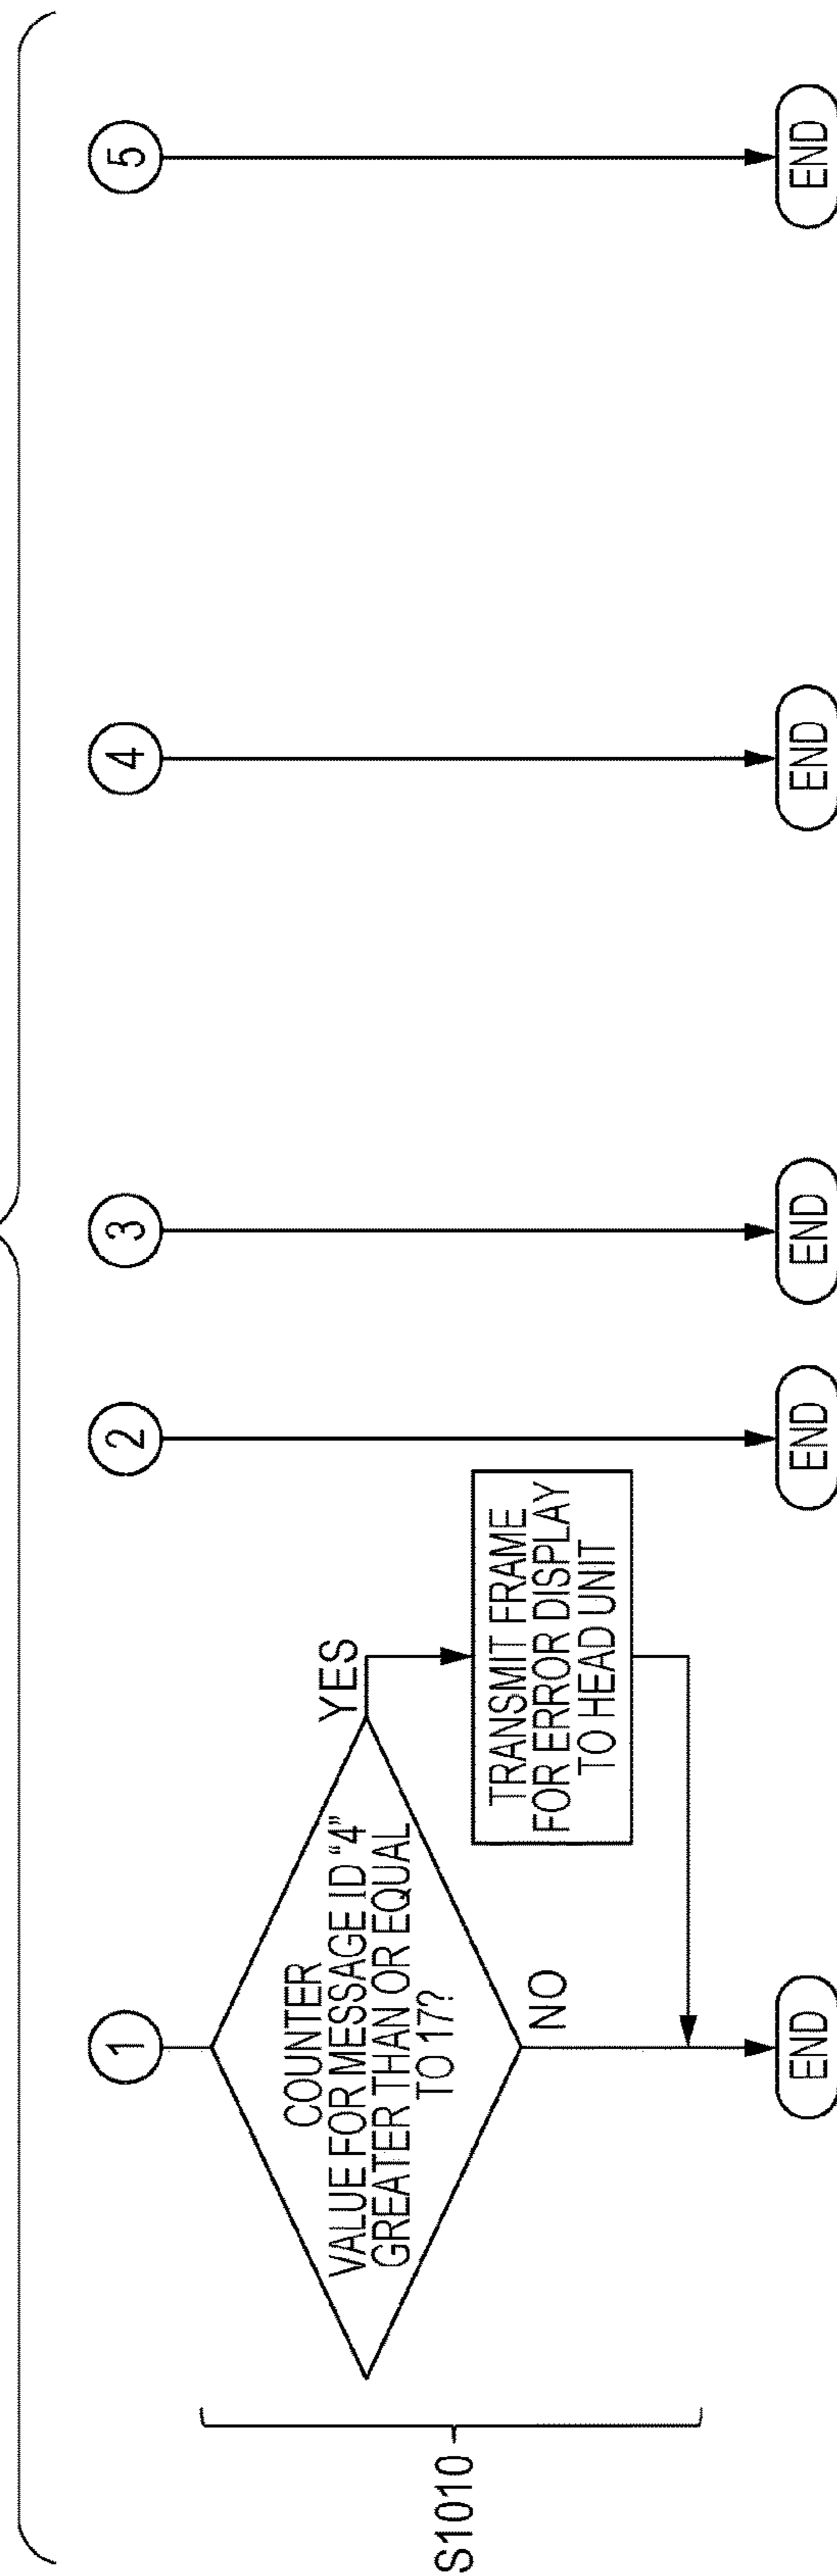 1
2
3
4
5
COUNTER
VALUE FOR MESSAGE ID “4”
GREATER THAN OR EQUAL
TO 17?
YES
NO
TRANSMIT FRAME
FOR ERROR DISPLAY
TO HEAD UNIT
S1010
END
END
END
END
END